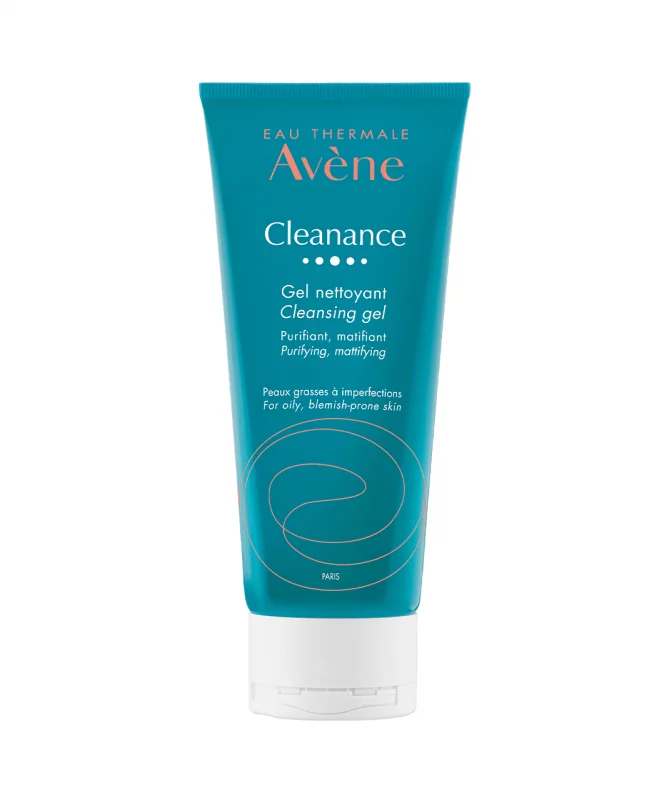 EAU THERMALE
Avène
Cleanance
Gel nettoyant
Cleansing gel
Purifiant, matifiant
Purifying, mattifying
Peaux grasses à imperfections
For oily, blemish-prone skin
PARIS